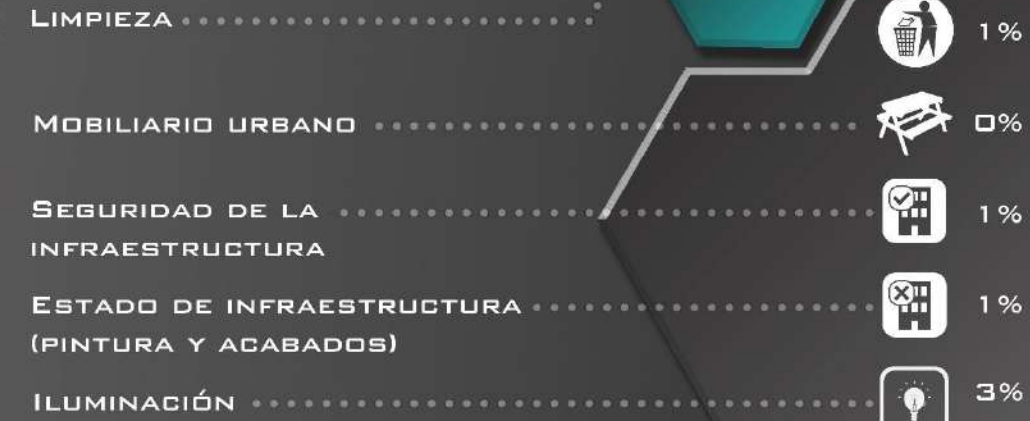 LIMPIEZA 1%
MOBILIARIO URBANO 0%
SEGURIDAD DE LA 1%
INFRAESTRUCTURA
ESTADO DE INFRAESTRUCTURA 1%
(PINTURA Y ACABADOS)
ILUMINACIÓN 3%